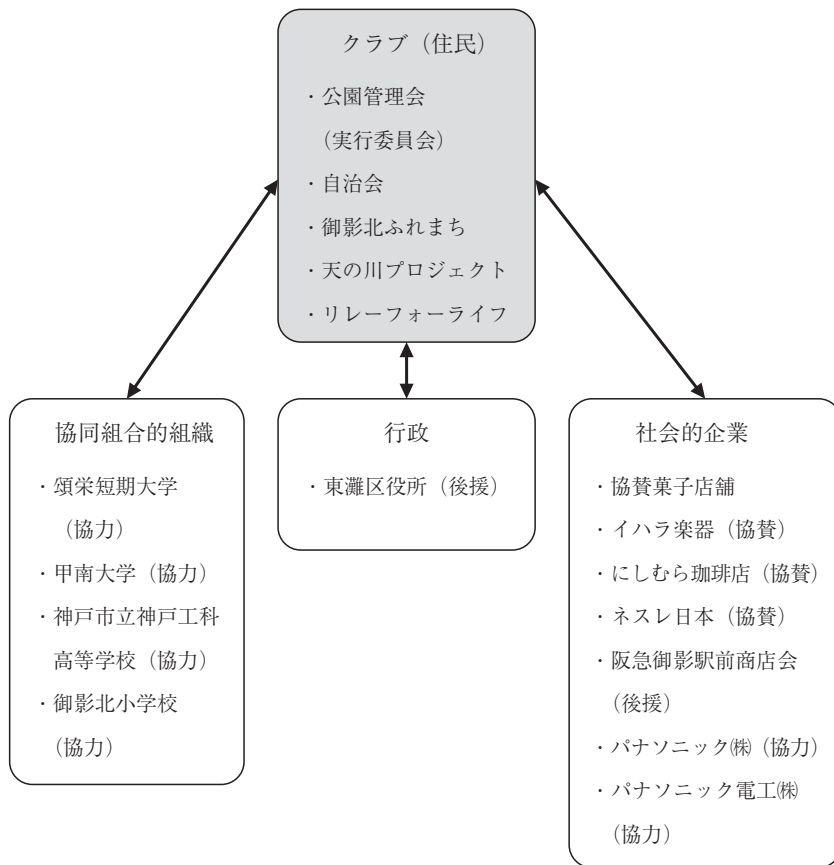 クラブ（住民）
・公園管理会
（実行委員会）
・自治会
・御影北ふれまち
・天の川プロジェクト
・リレーフォーライフ
協同組合的組織
・頌栄短期大学
（協力）
・甲南大学（協力）
・神戸市立神戸工科
高等学校（協力）
・御影北小学校
（協力）
行政
・東灘区役所（後援）
社会的企業
・協賛菓子店舗
・イハラ楽器（協賛）
・にしむら珈琲店（協賛）
・ネスレ日本（協賛）
・阪急御影駅前商店会
（後援）
・パナソニック㈱（協力）
・パナソニック電工㈱
（協力）